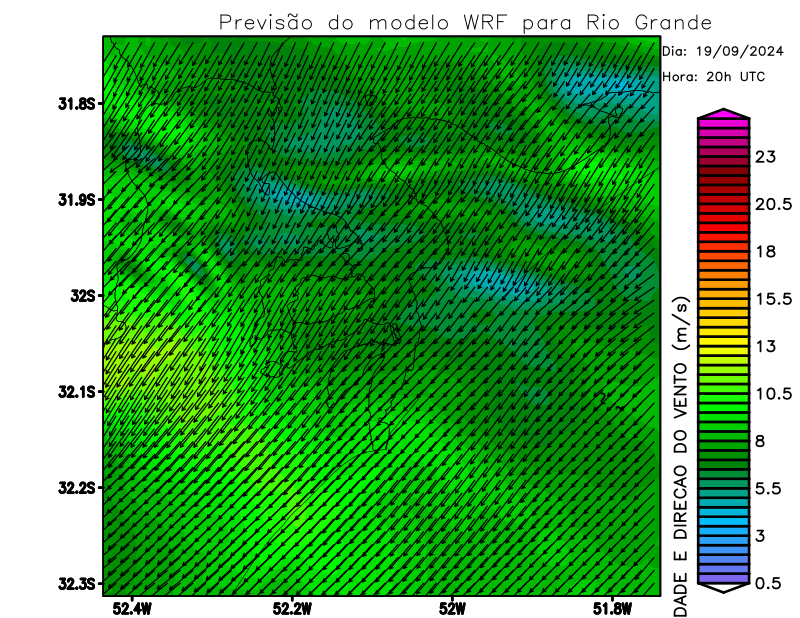 Previsão do modelo WRF para Rio Grande
Dia: 19/09/2024
Hora: 20h UTC
31.8S
31.9S
32S
32.1S
32.2S
32.3S
52.4W
52.2W
52W
51.8W
DADE E DIRECAO DO VENTO (m/s)
23
20.5
18
15.5
13
10.5
8
5.5
3
0.5